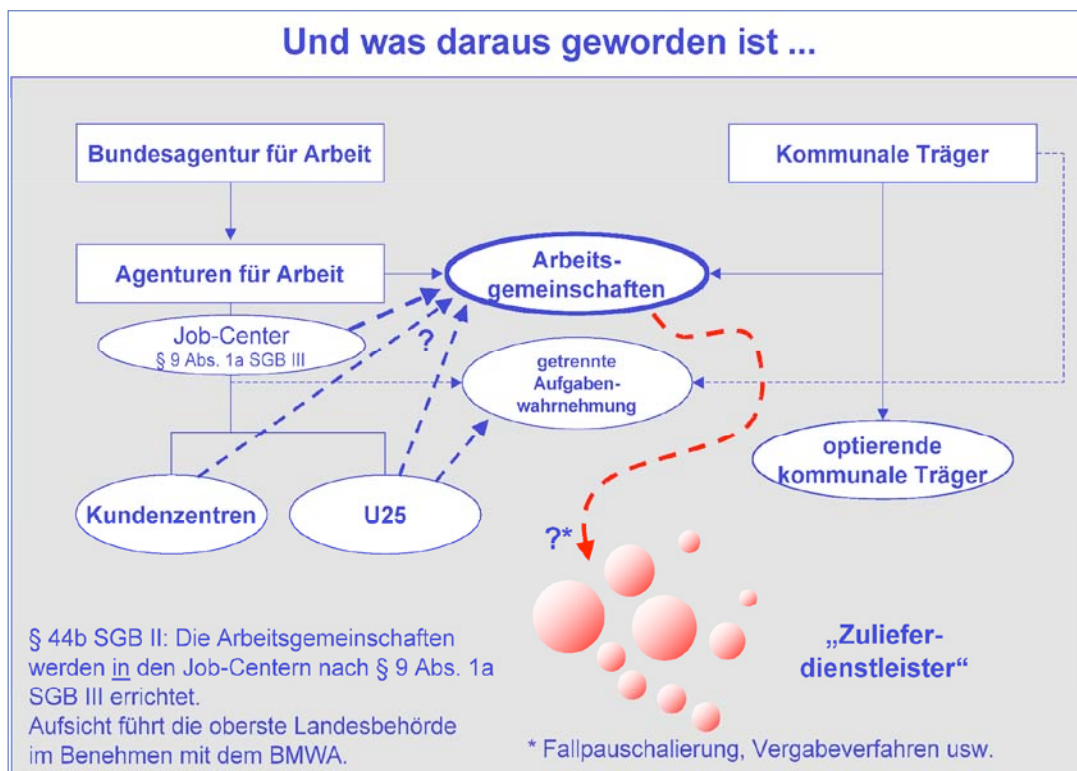 Und was daraus geworden ist ...
Bundesagentur für Arbeit
Kommunale Träger
Agenturen für Arbeit
Arbeits-
gemeinschaften
Job-Center
§ 9 Abs. 1a SGB III
?
getrennte
Aufgaben-
wahrnehmung
optierende
kommunale Träger
Kundenzentren
U25
?*
§ 44b SGB II: Die Arbeitsgemeinschaften
werden in den Job-Centern nach § 9 Abs. 1a
SGB III errichtet.
Aufsicht führt die oberste Landesbehörde
im Benehmen mit dem BMWA.
„Zuliefer-
dienstleister“
* Fallpauschalierung, Vergabeverfahren usw.